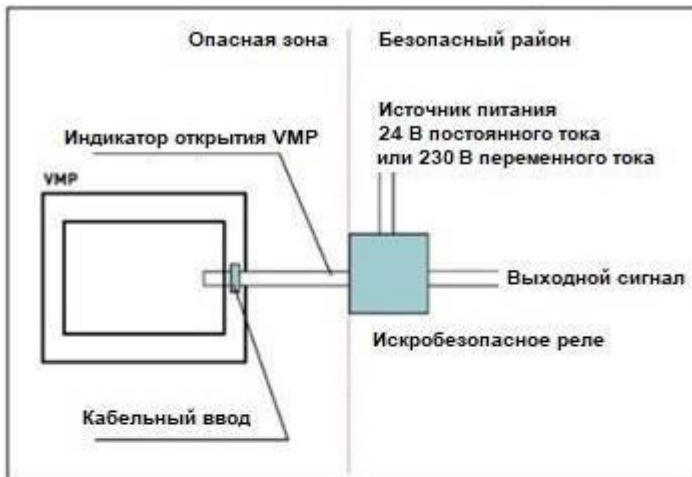 Опасная зона
Безопасный район
Источник питания
24 В постоянного тока
или 230 В переменного тока
Индикатор открытия VMP
VMP
Выходной сигнал
Искробезопасное реле
Кабельный ввод